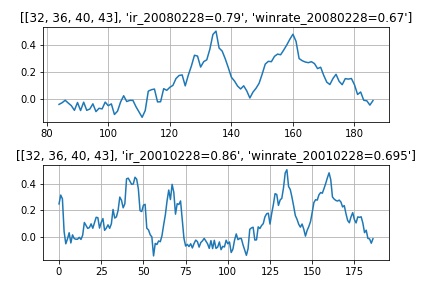 [[32, 36, 40, 43], 'ir_20080228=0.79', 'winrate_20080228=0.67']
0.4
0.2
0.0
80 100 120 140 160 180
[[32, 36, 40, 43], 'ir_20010228=0.86', 'winrate_20010228=0.695']
0.4
0.2
0.0
0 25 50 75 100 125 150 175